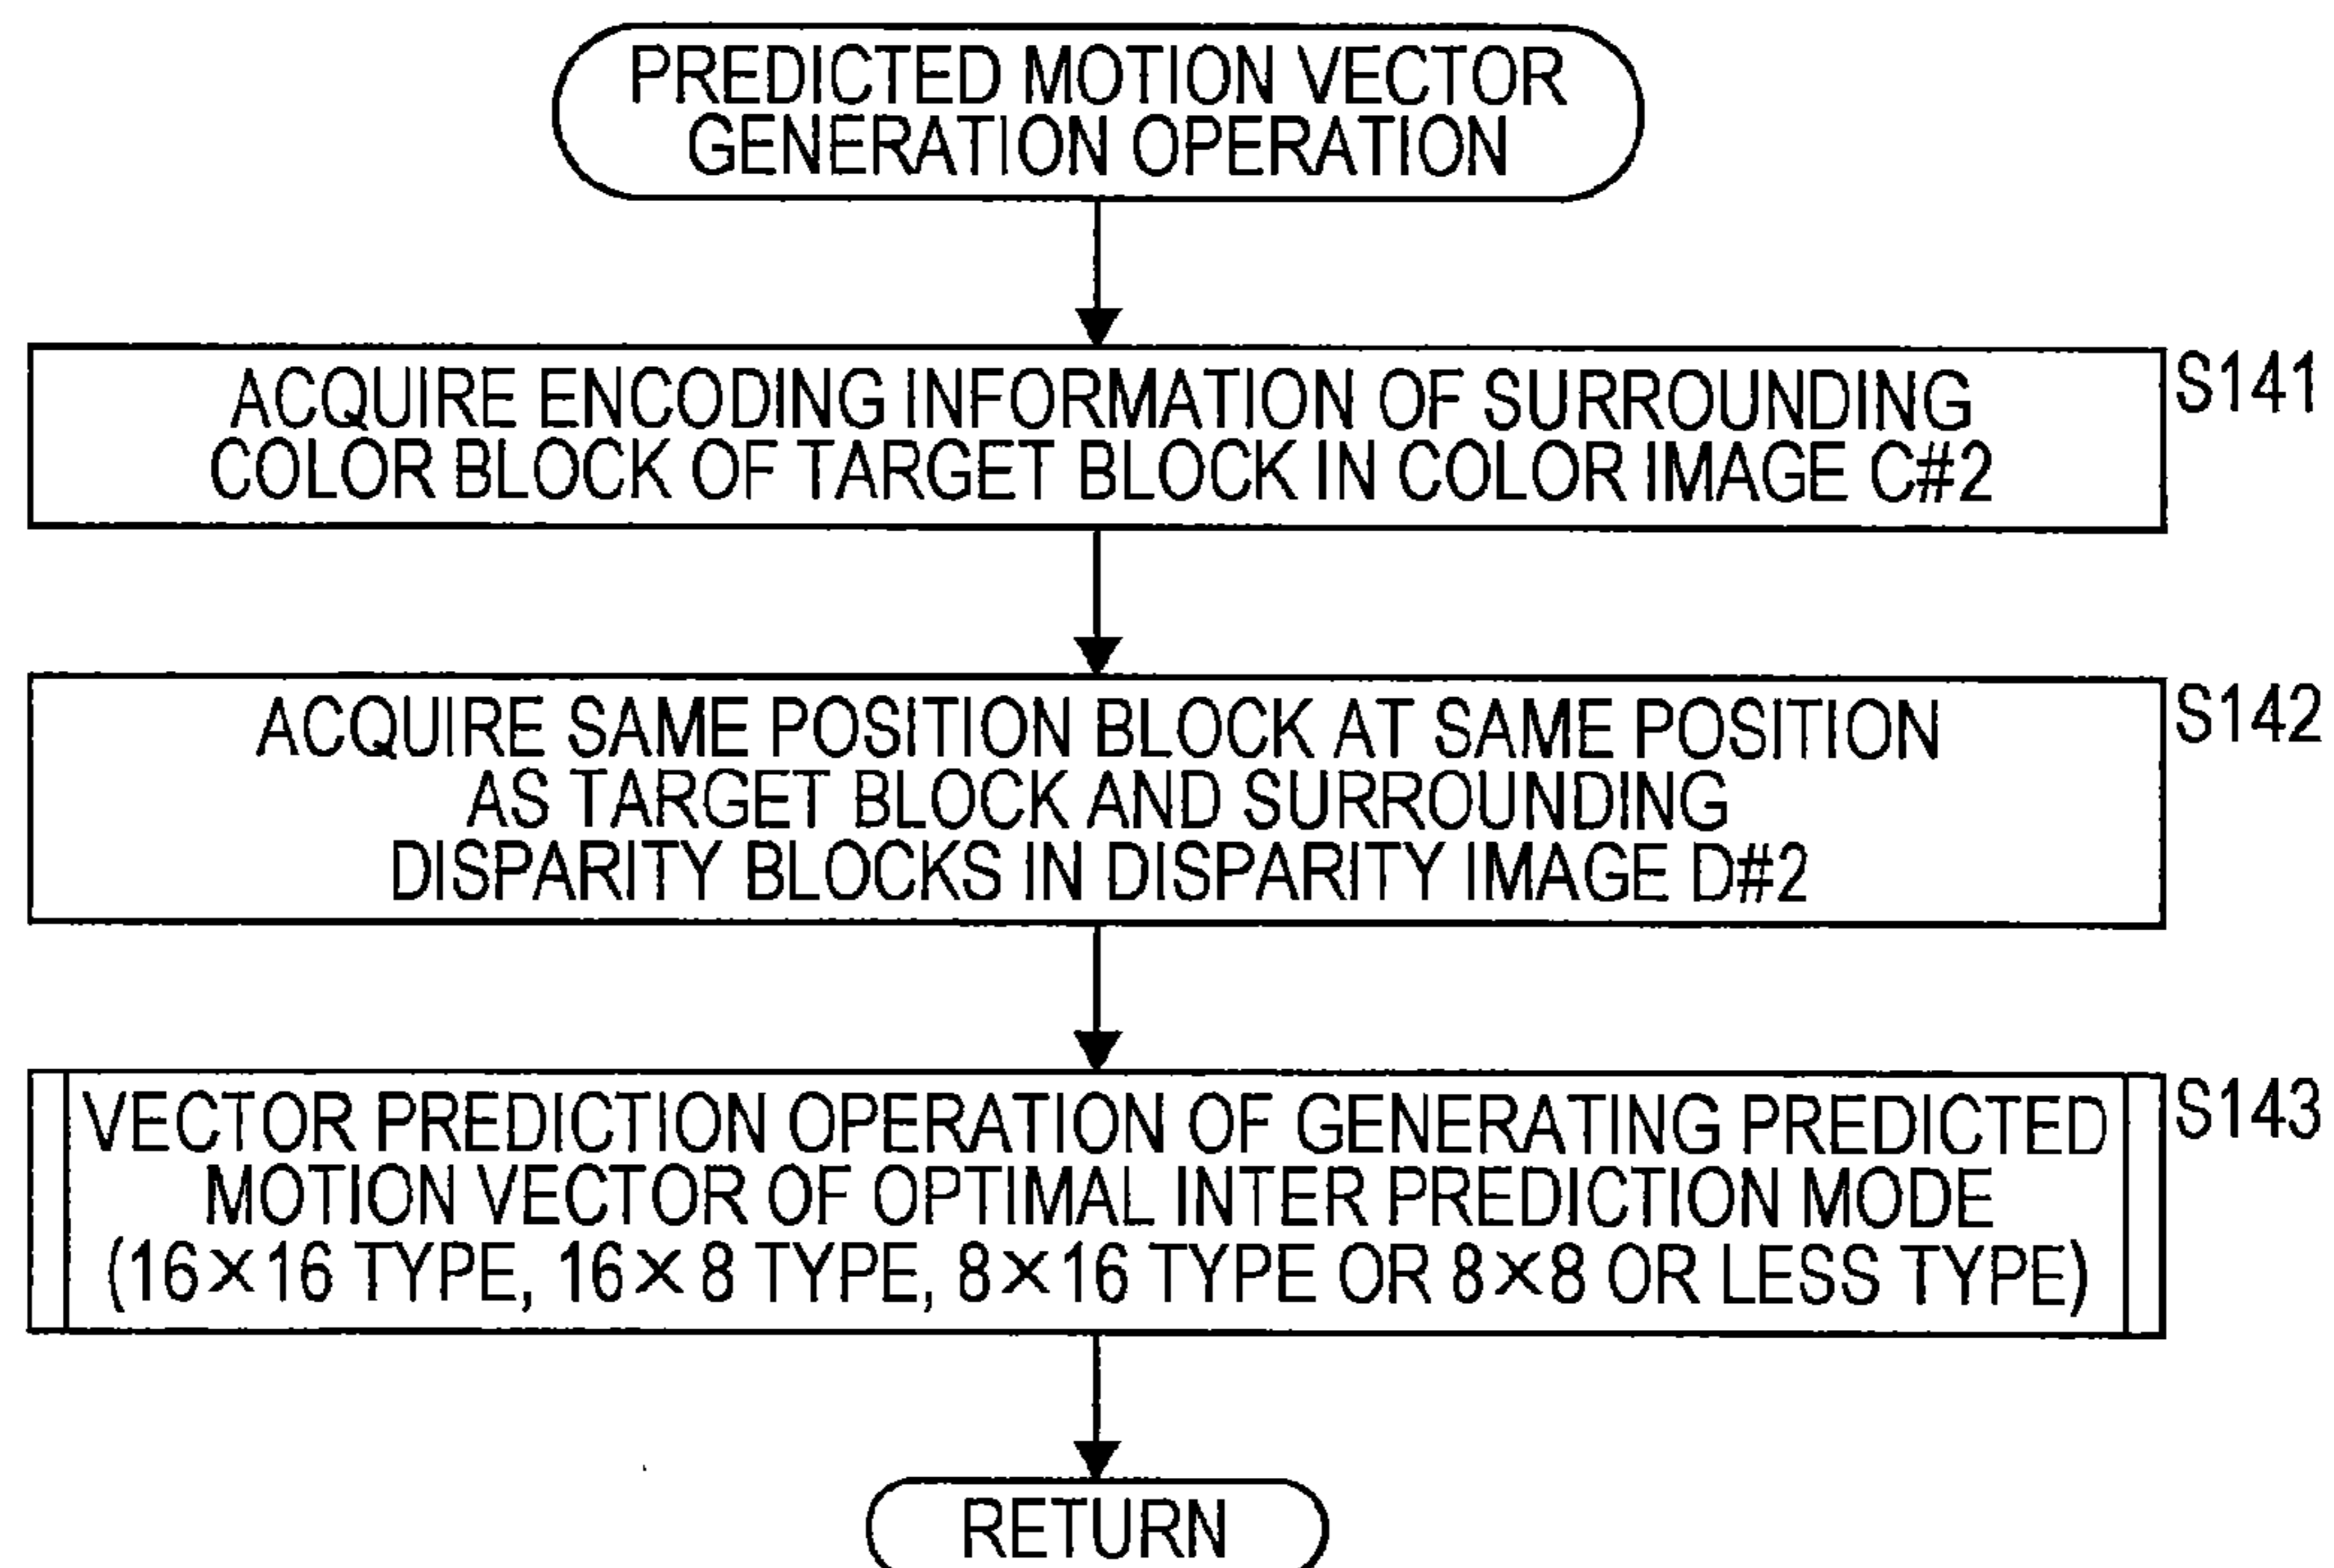 PREDICTED MOTION VECTOR
GENERATION OPERATION
ACQUIRE ENCODING INFORMATION OF SURROUNDING
COLOR BLOCK OF TARGET BLOCK IN COLOR IMAGE C#2
S141
ACQUIRE SAME POSITION BLOCK AT SAME POSITION
AS TARGET BLOCK AND SURROUNDING
DISPARITY BLOCKS IN DISPARITY IMAGE D#2
S142
VECTOR PREDICTION OPERATION OF GENERATING PREDICTED
MOTION VECTOR OF OPTIMAL INTER PREDICTION MODE
(16×16 TYPE, 16×8 TYPE, 8×16 TYPE OR 8×8 OR LESS TYPE)
S143
RETURN